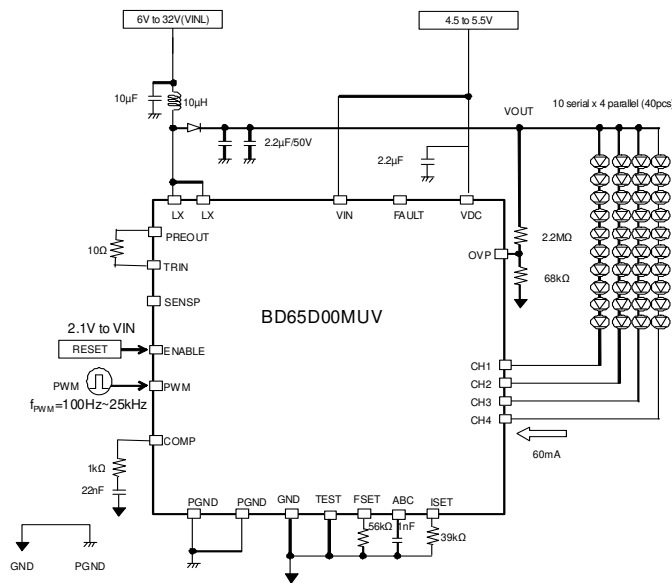 6V to 32V(VINL)
4.5 to 5.5V
10µF
10µH
2.2µF/50V
2.2µF
VOUT
10 serial x 4 parallel (40pcs)
LX
LX
VIN
FAULT
VDC
PREOUT
10Ω
TRIN
OVP
2.2MΩ
68kΩ
SENSP
BD65D00MUV
2.1V to VIN
RESET
ENABLE
PWM
PWM
fPWM=100Hz~25kHz
CH1
CH2
CH3
CH4
60mA
COMP
1kΩ
22nF
PGND
PGND
GND
TEST
FSET
ABC
ISET
56kΩ
1nF
39kΩ
GND
PGND